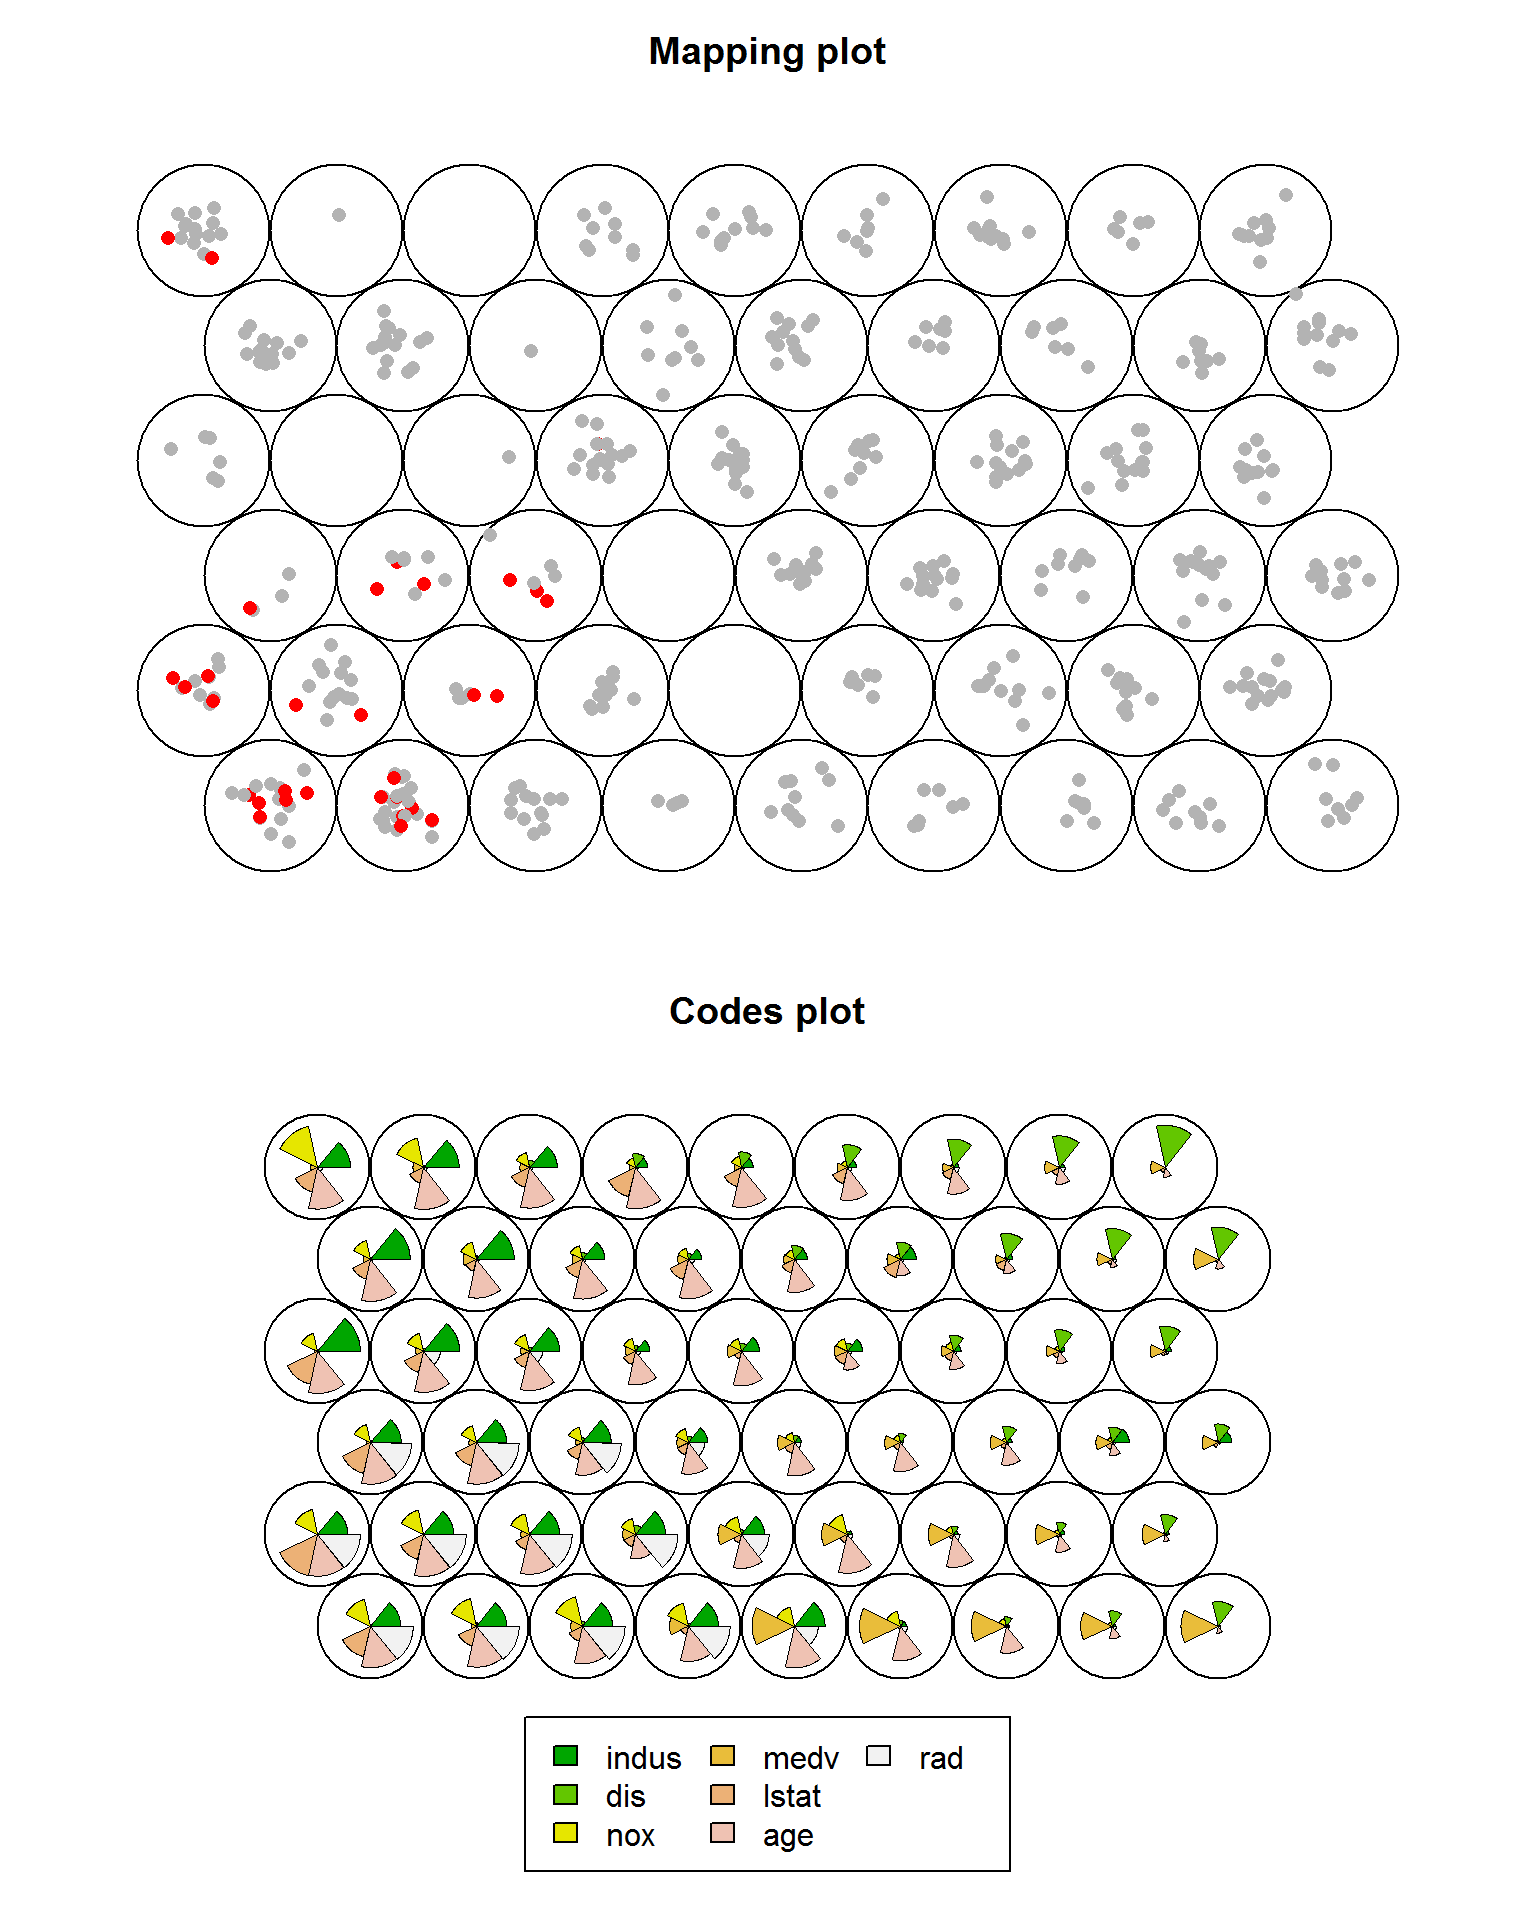 Mapping plot
Codes plot
indus medv rad
dis lstat
nox age